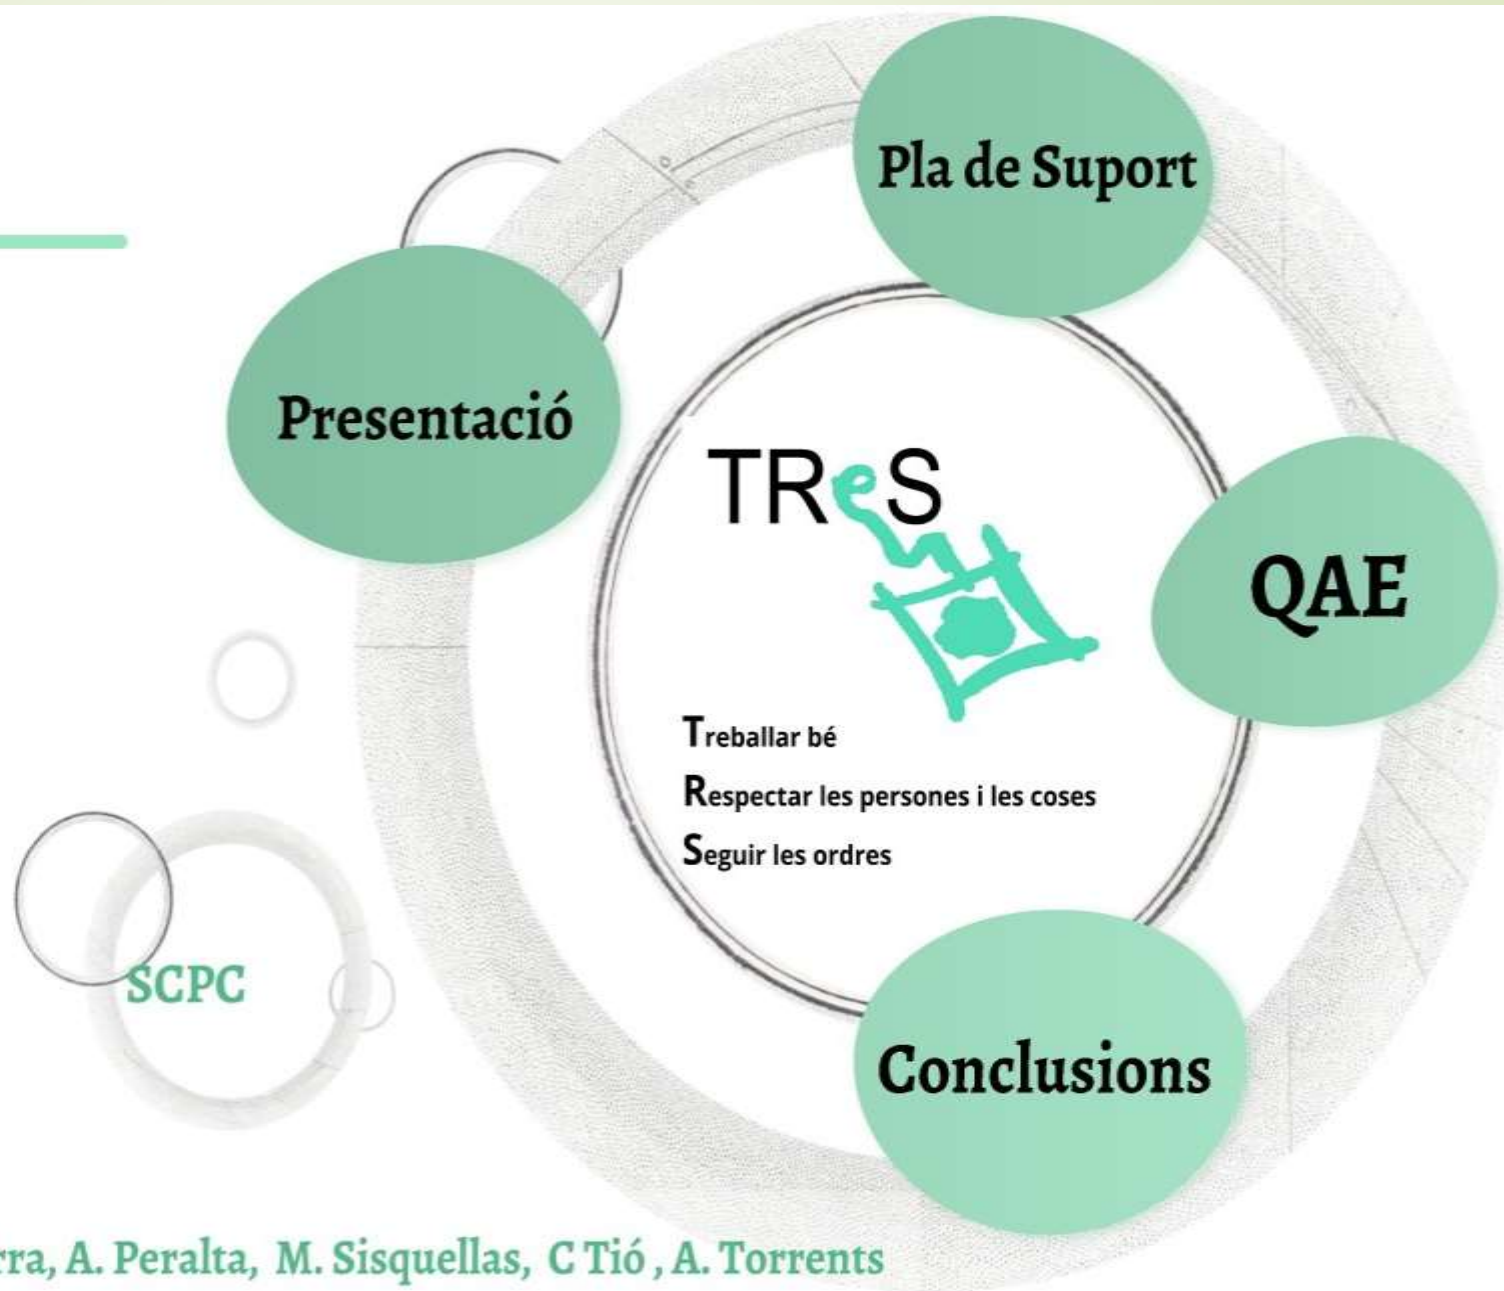 Pla de Suport
Presentació
TReS
QAE
Treballar bé
Respectar les persones i les coses
Seguir les ordres
SCPC
Conclusions
A. Peralta, M. Sisquellas, C Tió , A. Torrents